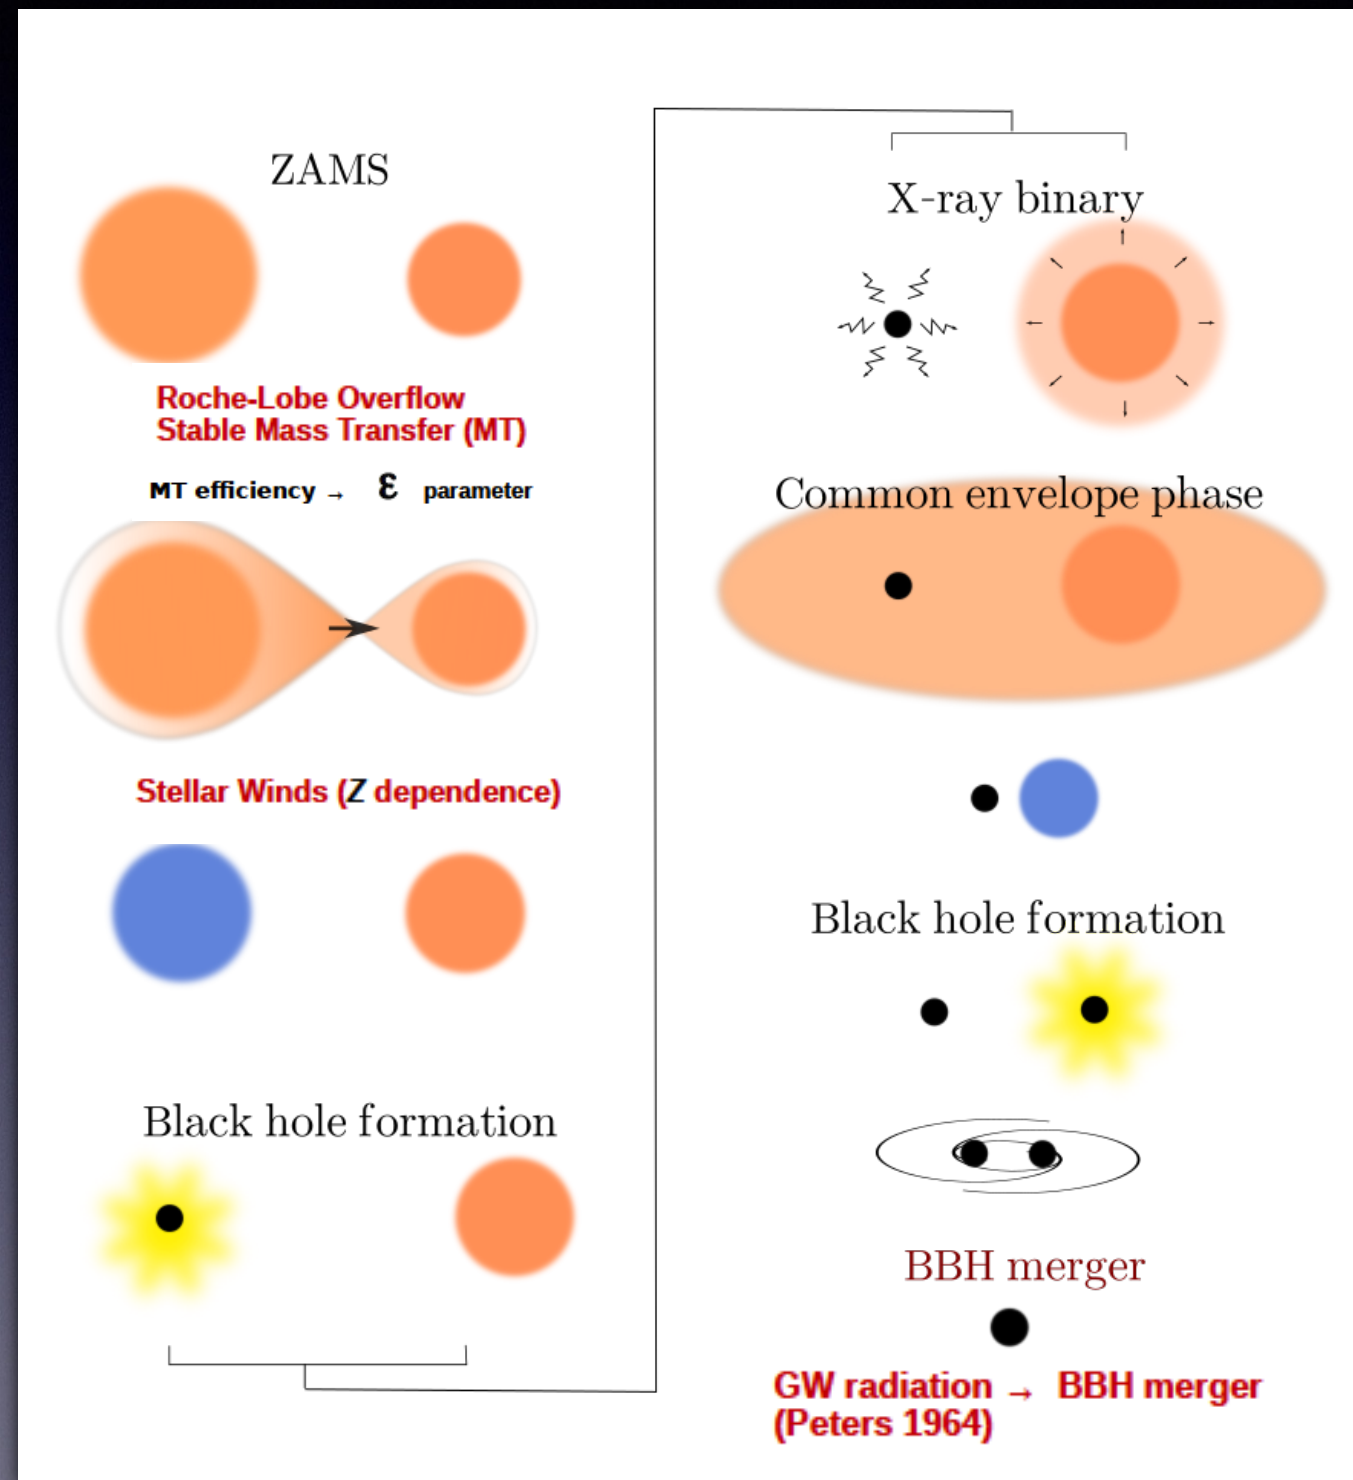 ZAMS
Roche-Lobe Overflow
Stable Mass Transfer (MT)
MT efficiency → ε parameter
Stellar Winds (Z dependence)
Black hole formation
X-ray binary
Common envelope phase
Black hole formation
BBH merger
GW radiation → BBH merger
(Peters 1964)